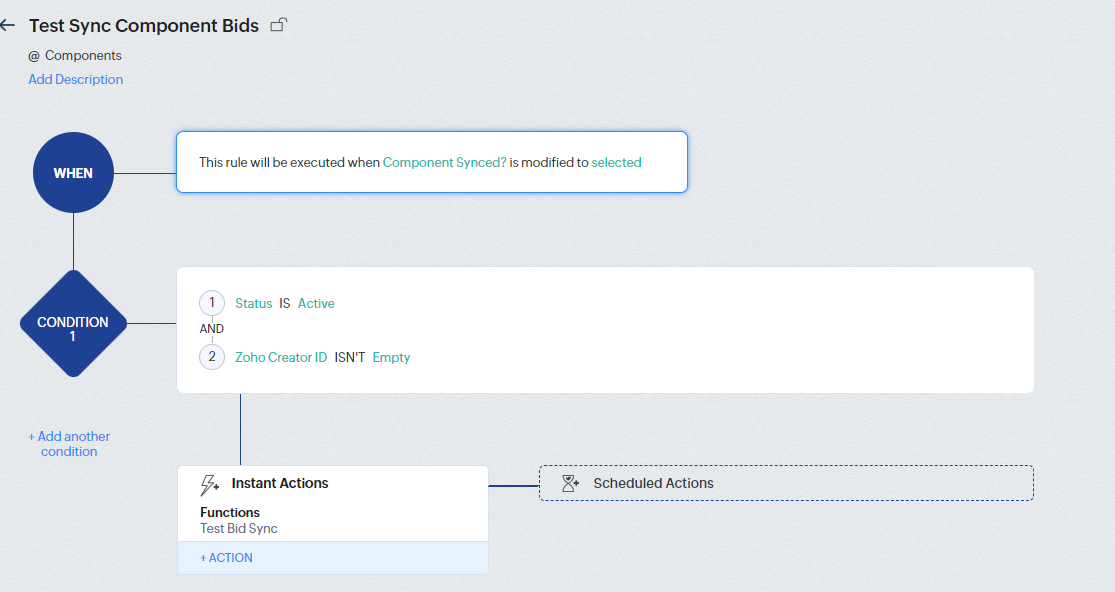 Test Sync Component Bids
@ Components
Add Description
WHEN
This rule will be executed when Component Synced? is modified to selected
CONDITION
1
1 Status IS Active
AND
2 Zoho Creator ID ISN'T Empty
+ Add another
condition
Instant Actions
Functions
Test Bid Sync
+ ACTION
Scheduled Actions